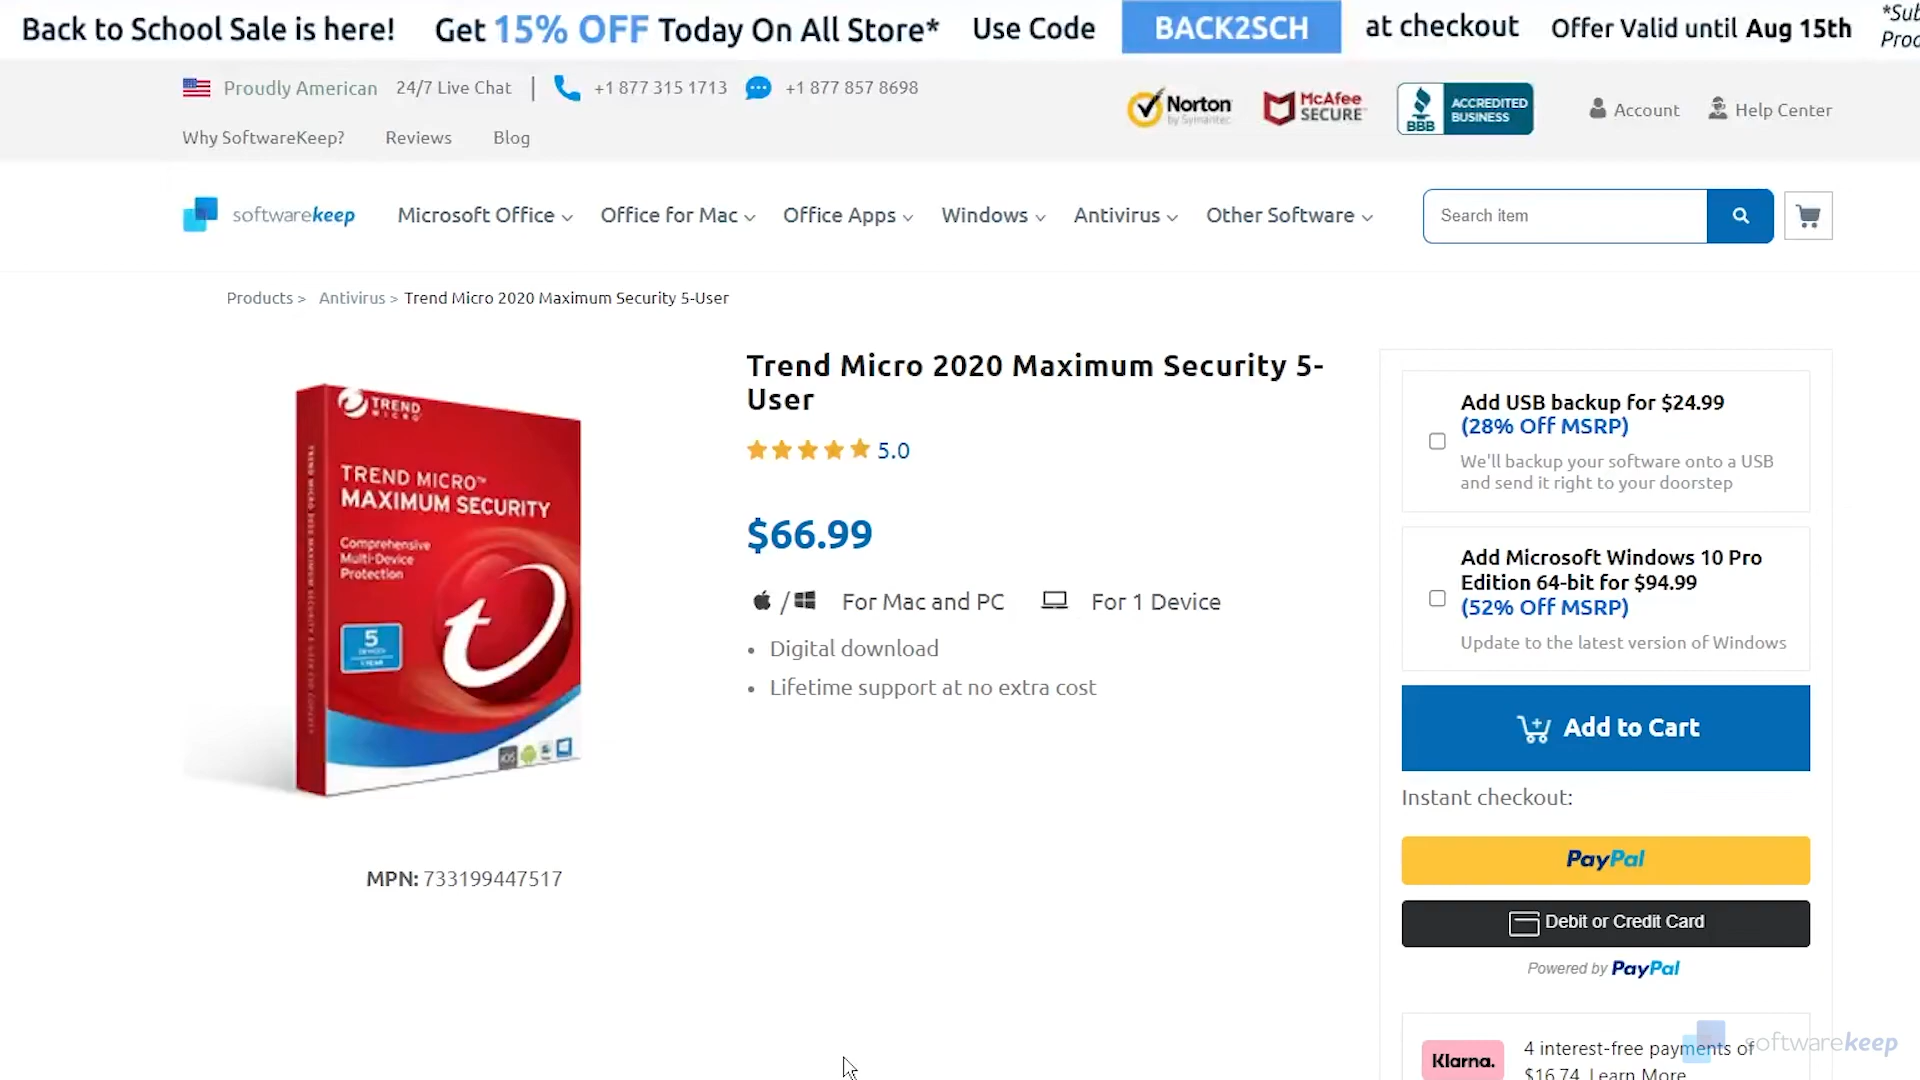 Back to School Sale is here! Get 15% OFF Today On All Store* Use Code BACK2SCH at checkout Offer Valid until Aug 15th
Proudly American 24/7 Live Chat | +1 877 315 1713 +1 877 857 8698
Why SoftwareKeep? Reviews Blog
Norton
by Symantec
McAfee
SECURE
BBB
ACCREDITED
BUSINESS
Account
Help Center
softwarekeep
Microsoft Office Office for Mac Office Apps Windows Antivirus Other Software
Search item
Products > Antivirus > Trend Micro 2020 Maximum Security 5-User
TREND
MICRO
TREND MICRO™
MAXIMUM SECURITY
Comprehensive
Multi-Device
Protection
5
DEVICES
1 YEAR
iOS
MPN: 733199447517
Trend Micro 2020 Maximum Security 5-
User
5.0
$66.99
/ For Mac and PC For 1 Device
• Digital download
• Lifetime support at no extra cost
Add USB backup for $24.99
(28% Off MSRP)
We'll backup your software onto a USB
and send it right to your doorstep
Add Microsoft Windows 10 Pro
Edition 64-bit for $94.99
(52% Off MSRP)
Update to the latest version of Windows
Add to Cart
Instant checkout:
PayPal
Debit or Credit Card
Powered by PayPal
Klarna.
4 interest-free payments of
$16.74. Learn More
softwarekeep